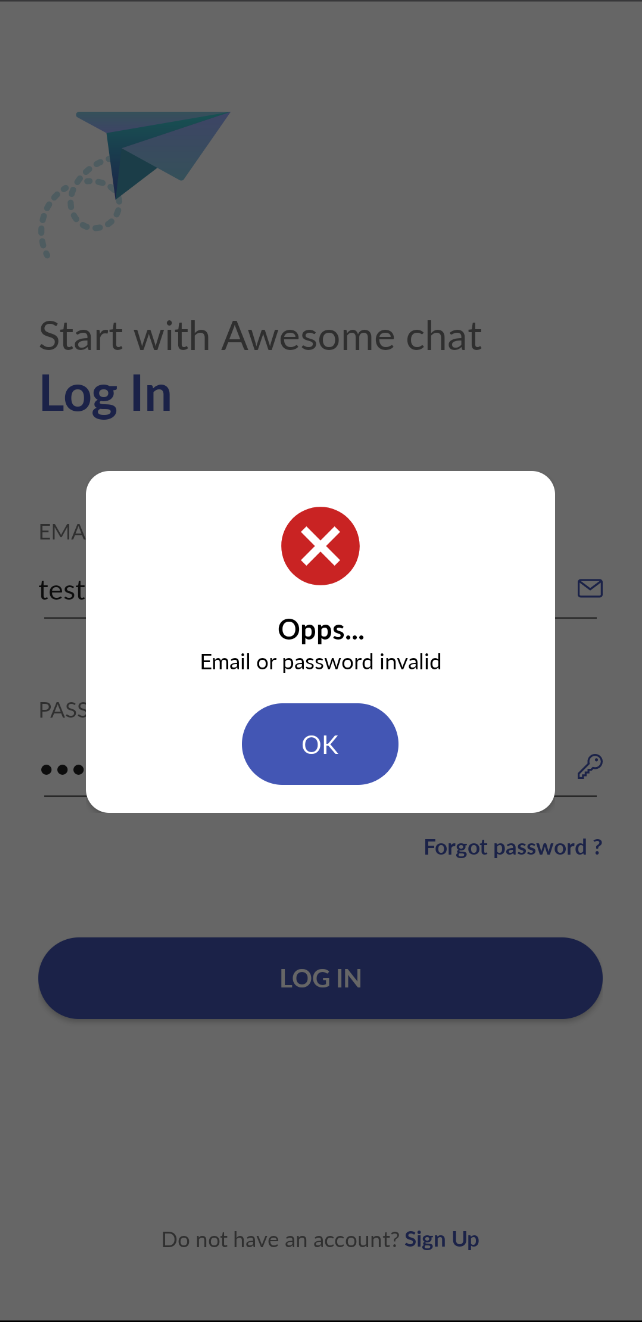 Start with Awesome chat
Log In
EMA
test
Opps...
Email or password invalid
OK
PASS
•••
Forgot password ?
LOG IN
Do not have an account? Sign Up